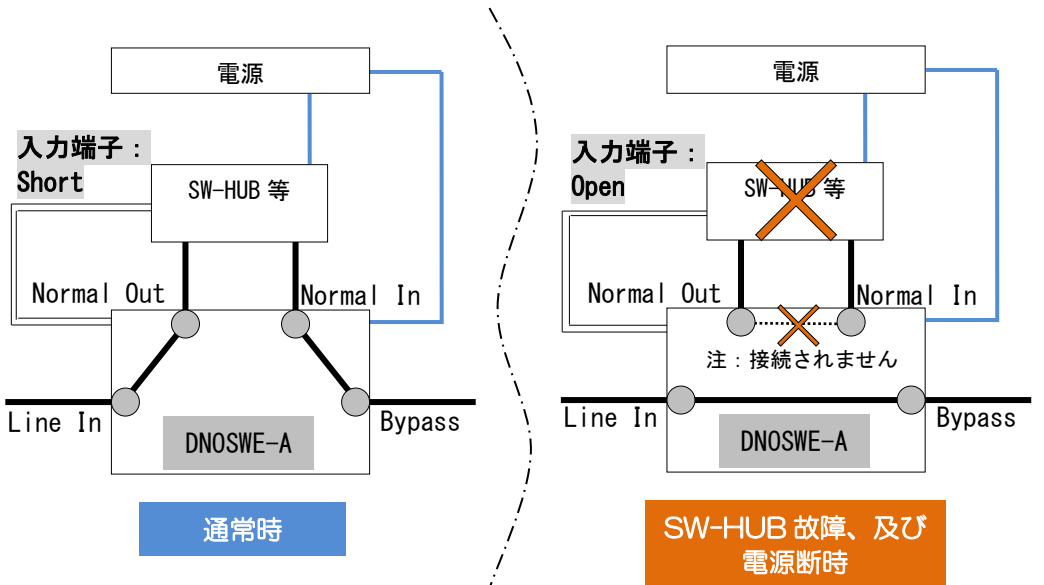 電源
入力端子：
Short
SW-HUB 等
Normal Out
Normal In
Line In
Bypass
DNOSWE-A
通常時
電源
入力端子：
Open
SW-HUB 等
Normal Out
Normal In
注：接続されません
Line In
Bypass
DNOSWE-A
SW-HUB 故障、及び
電源断時